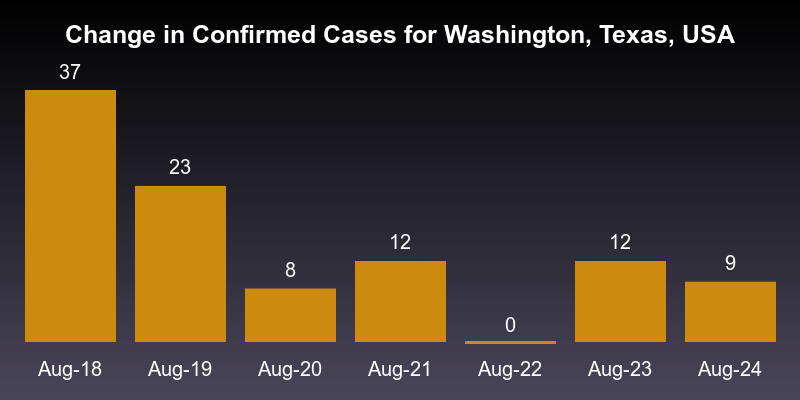 Change in Confirmed Cases for Washington, Texas, USA
37
23
8
12
0
12
9
Aug-18
Aug-19
Aug-20
Aug-21
Aug-22
Aug-23
Aug-24